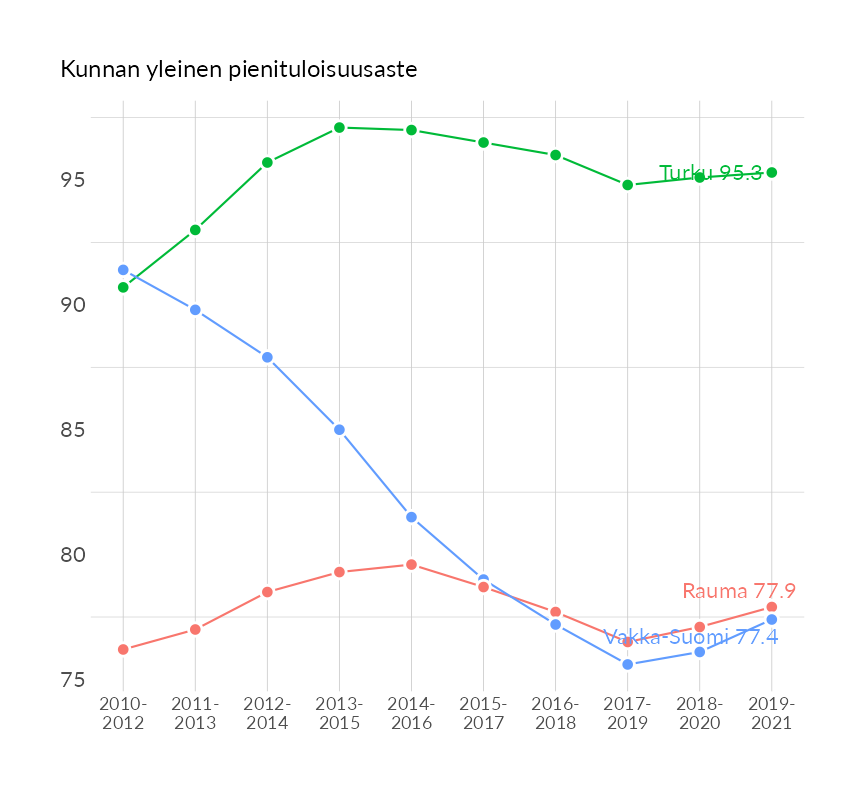 Kunnan yleinen pienituloisuusaste
Turku 95.3
95
90
85
80
Rauma 77.9
Vakka-Suomi 77.4
75
2010- 2011- 2012- 2013- 2014- 2015- 2016- 2017- 2018- 2019-
2012 2013 2014 2015 2016 2017 2018 2019 2020 2021